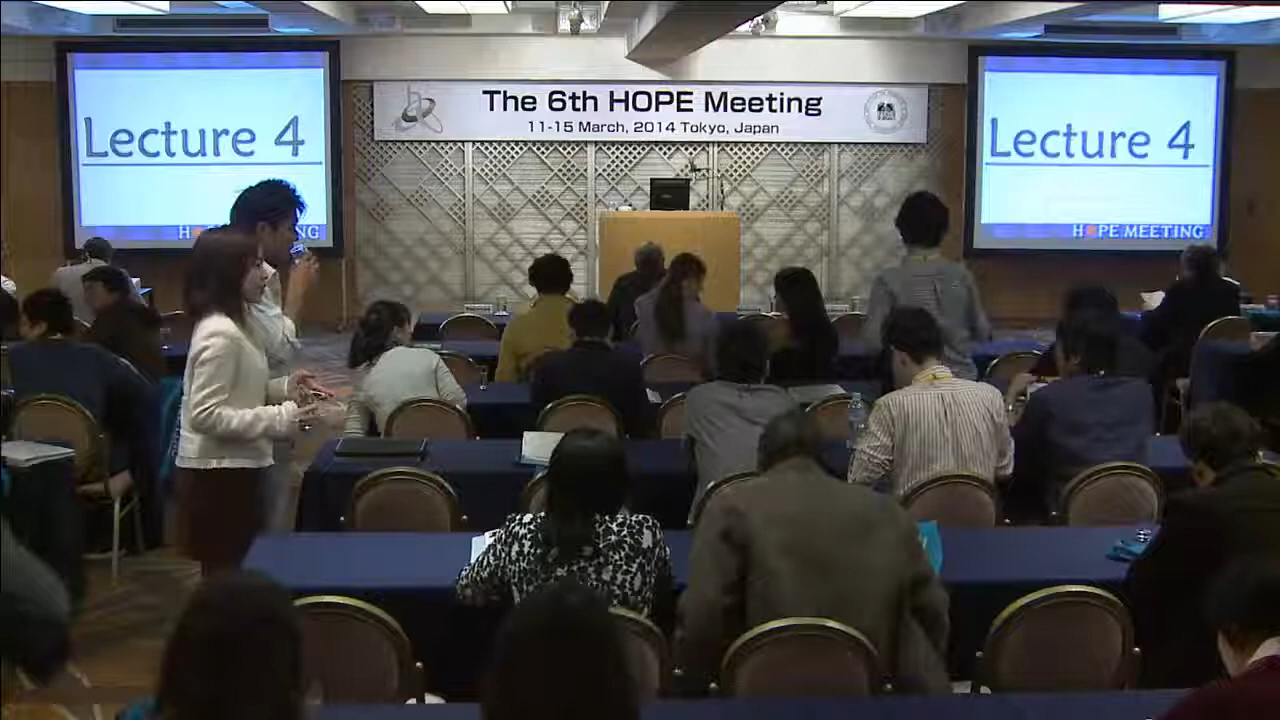 Lecture 4
The 6th HOPE Meeting
11-15 March, 2014 Tokyo, Japan
Lecture 4
HOPE MEETING